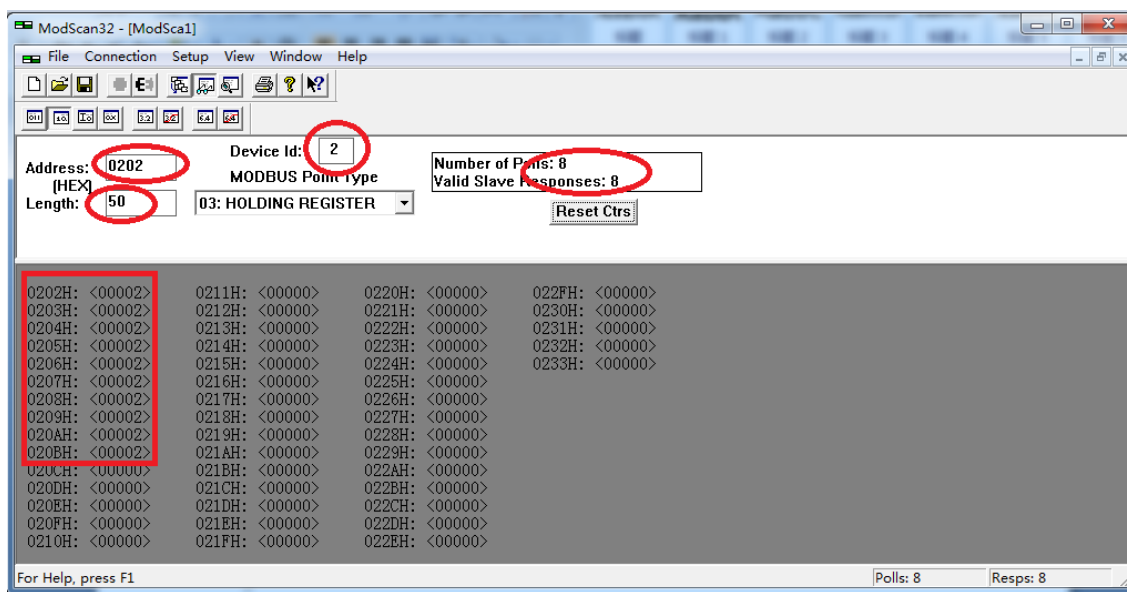 ModScan32 - [ModSca1]
File Connection Setup View Window Help
Address: 0202
(HEX)
Length: 50
Device Id: 2
MODBUS Point Type
03: HOLDING REGISTER
Number of Polls: 8
Valid Slave Responses: 8
Reset Ctrs
0202H: <00002> 0211H: <00000> 0220H: <00000> 022FH: <00000>
0203H: <00002> 0212H: <00000> 0221H: <00000> 0230H: <00000>
0204H: <00002> 0213H: <00000> 0222H: <00000> 0231H: <00000>
0205H: <00002> 0214H: <00000> 0223H: <00000> 0232H: <00000>
0206H: <00002> 0215H: <00000> 0224H: <00000> 0233H: <00000>
0207H: <00002> 0216H: <00000> 0225H: <00000>
0208H: <00002> 0217H: <00000> 0226H: <00000>
0209H: <00002> 0218H: <00000> 0227H: <00000>
020AH: <00002> 0219H: <00000> 0228H: <00000>
020BH: <00002> 021AH: <00000> 0229H: <00000>
020CH: <00000> 021BH: <00000> 022AH: <00000>
020DH: <00000> 021CH: <00000> 022BH: <00000>
020EH: <00000> 021DH: <00000> 022CH: <00000>
020FH: <00000> 021EH: <00000> 022DH: <00000>
0210H: <00000> 021FH: <00000> 022EH: <00000>
For Help, press F1 Polls: 8 Resps: 8